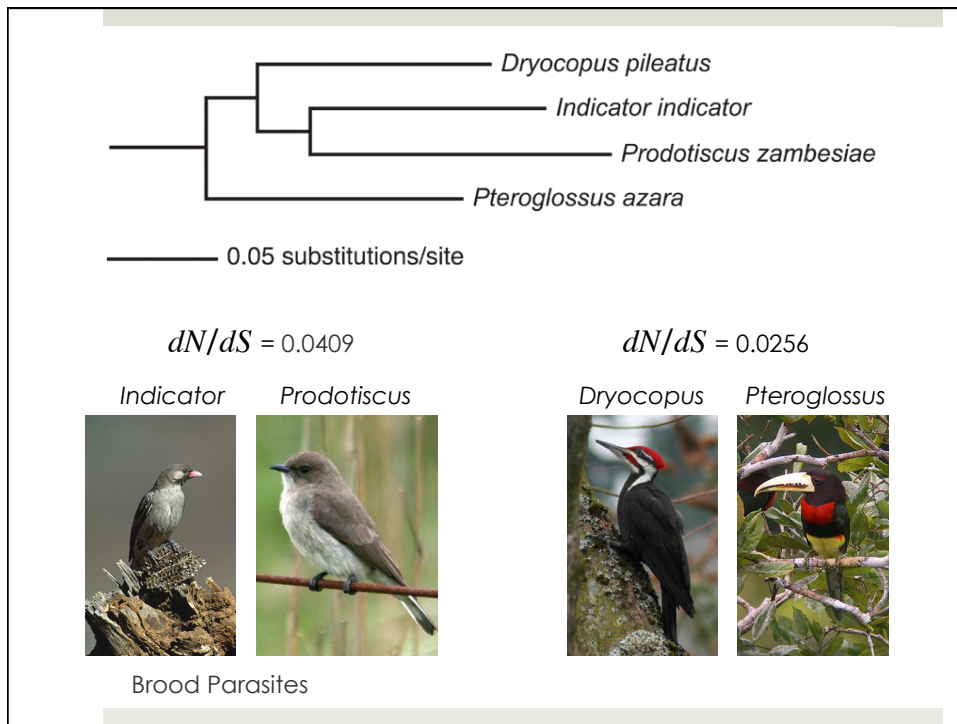 Dryocopus pileatus
Indicator indicator
Prodotiscus zambesiae
Pteroglossus azara
0.05 substitutions/site
dN/dS = 0.0409
dN/dS = 0.0256
Indicator
Prodotiscus
Dryocopus
Pteroglossus
Brood Parasites